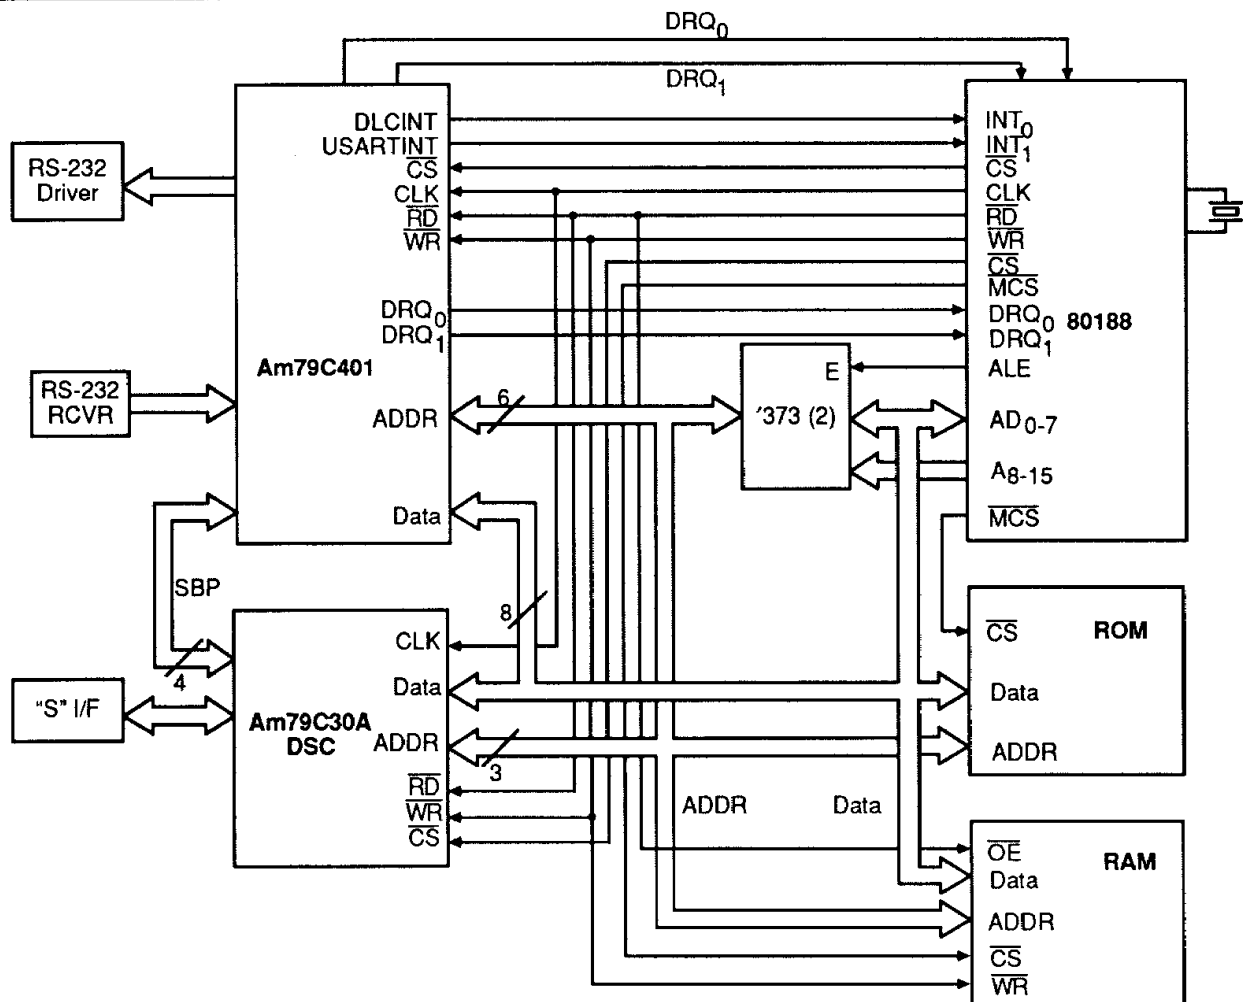 DRQ0
DRQ1
RS-232
Driver
RS-232
RCVR
DLCINT
USARTINT
CS
CLK
RD
WR
DRQ0
DRQ1
Am79C401
ADDR
Data
6
E
'373 (2)
INT0
INT1
CS
CLK
RD
WR
CS
MCS
DRQ0
DRQ1
80188
ALE
AD0-7
A8-15
MCS
SBP
4
8
"S" I/F
CLK
Data
Am79C30A
DSC
ADDR
3
RD
WR
CS
ADDR
Data
CS
ROM
Data
ADDR
OE
RAM
Data
ADDR
CS
WR